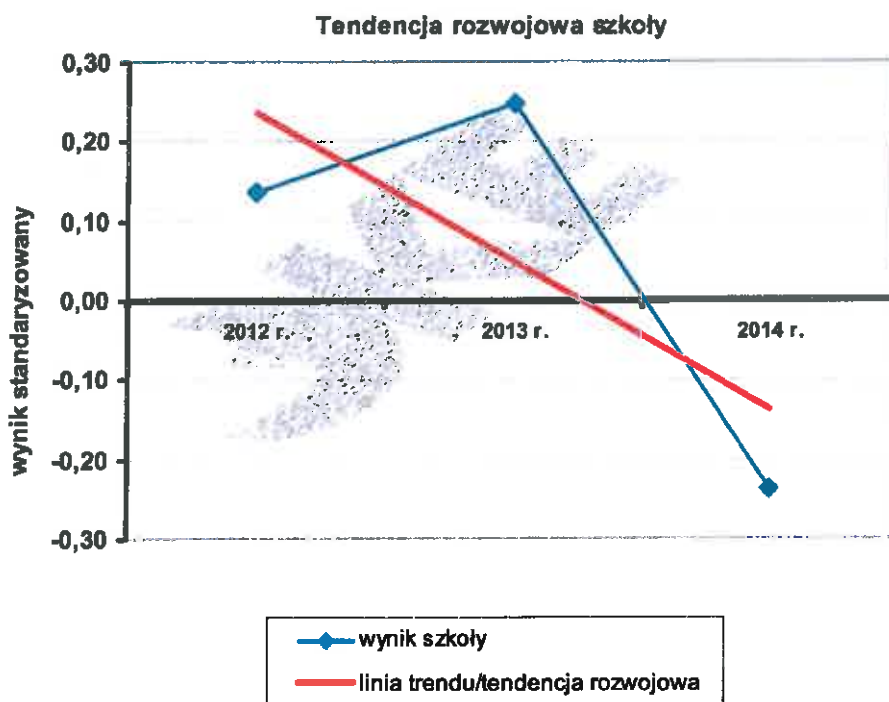 Tendencja rozwojowa szkoły
0,30
0,20
0,10
0,00
-0,10
-0,20
-0,30
wynik standaryzowany
2012 r.
2013 r.
2014 r.
wynik szkoły
linia trendu/tendencja rozwojowa